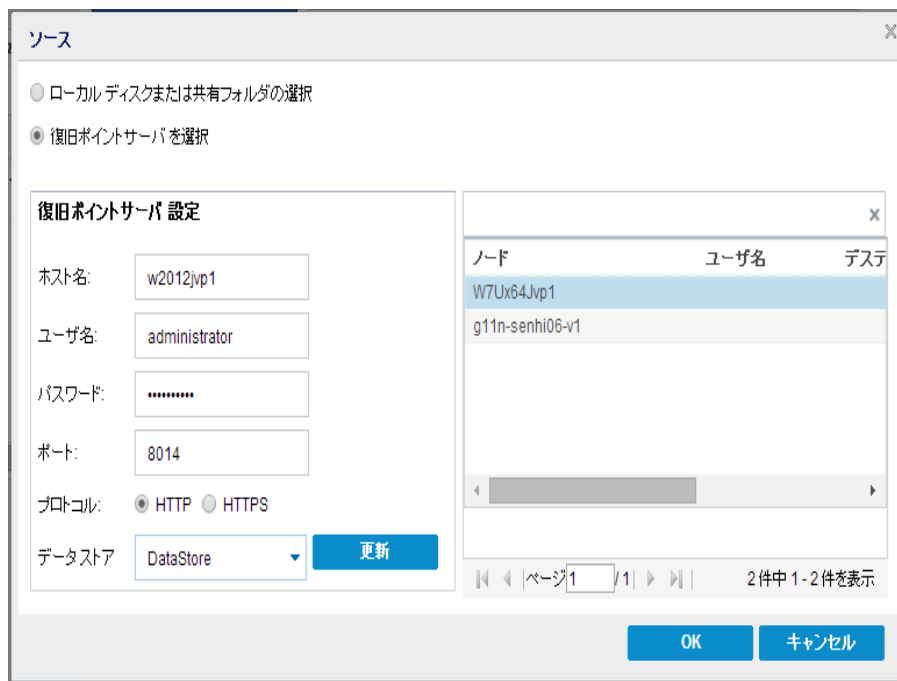 ソース
ローカル ディスクまたは共有フォルダの選択
復旧ポイントサーバ を選択
復旧ポイントサーバ 設定
ホスト名: w2012jvp1
ユーザ名: administrator
パスワード: ••••••••••
ポート: 8014
プロトコル: HTTP HTTPS
データストア DataStore 更新
ノード ユーザ名 デステ
W7Ux64Jvp1
g11n-senhi06-v1
ページ 1 / 1 2 件中 1 - 2 件を表示
OK キャンセル